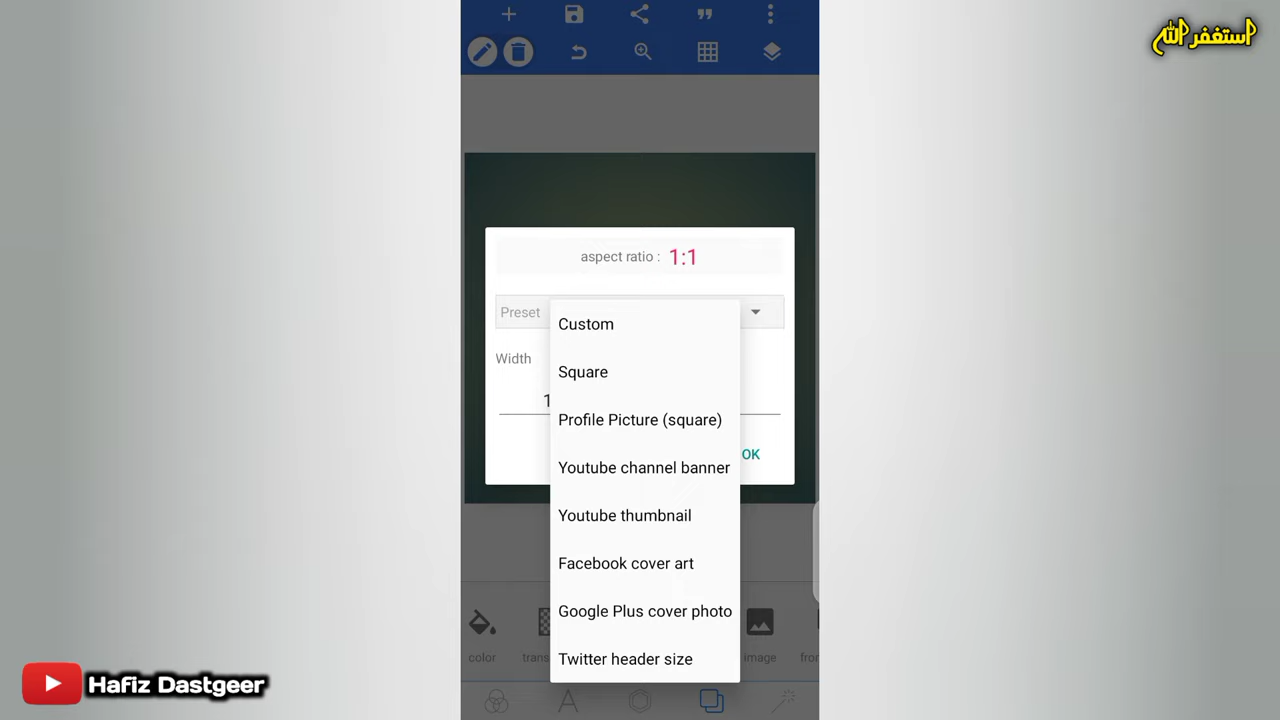 استغفر الله
aspect ratio : 1:1
Preset
Custom
Square
Width
1
Profile Picture (square)
OK
Youtube channel banner
Youtube thumbnail
Facebook cover art
Google Plus cover photo
color
image
Twitter header size
Hafiz Dastgeer